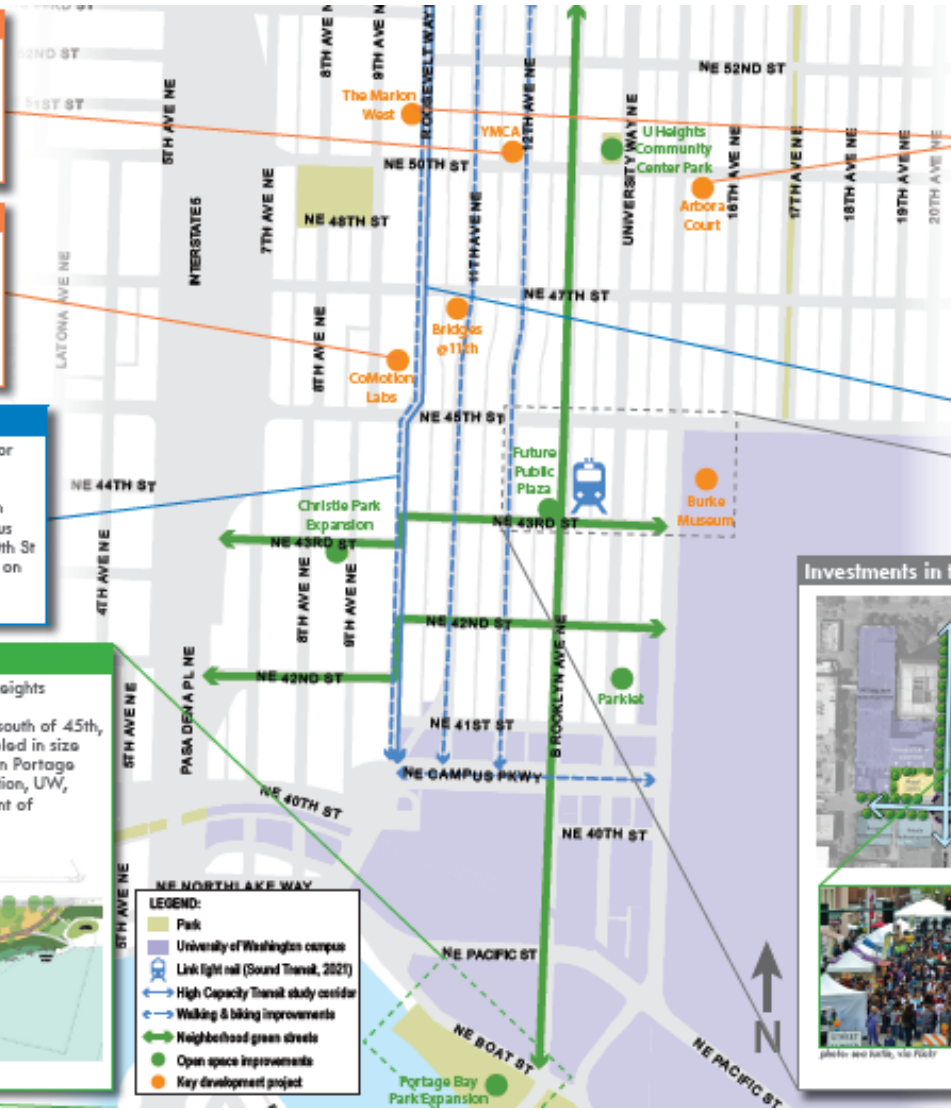 52ND ST
51ST ST
5TH AVE NE
INTERSTATE 5
7TH AVE NE
8TH AVE N
9TH AVE N
ROOSEVELT WAY
12TH AVE NE
NE 52ND ST
The Marion
West
YMCA
NE 50TH ST
U Heights
Community
Center Park
UNIVERSITY WAY NE
Arbora
Court
16TH AVE NE
17TH AVE NE
18TH AVE NE
19TH AVE NE
20TH AVE NE
NE 48TH ST
11TH AVE NE
LATONA AVE NE
NE 47TH ST
8TH AVE NE
Bridges
@ 11th
CoMotion
Labs
NE 45TH ST
or
NE 44TH ST
Future
Public
Plaza
Burke
Museum
Christie Park
Expansion
us
th St
on
NE 43RD ST
NE 43RD ST
4TH AVE NE
8TH AVE NE
9TH AVE NE
Investments in t
NE 42ND ST
BROOKLYN AVE NE
NE 42ND ST
Parklet
eights
south of 45th,
led in size
n Portage
tion, UW,
nt of
5TH AVE NE
PASADENA PL NE
NE 41ST ST
NE CAMPUS PKWY
NE 40TH ST
NE 40TH ST
5TH AVE NE
NE NORTHLAKE WAY
LEGEND:
Park
University of Washington campus
Link light rail (Sound Transit, 2021)
High Capacity Transit study corridor
Walking & biking improvements
Neighborhood green streets
Open space improvements
Key development project
NE PACIFIC ST
NE BOAT ST
NE PACIFIC ST
N
Portage Bay
Park Expansion
photo: via Flickr